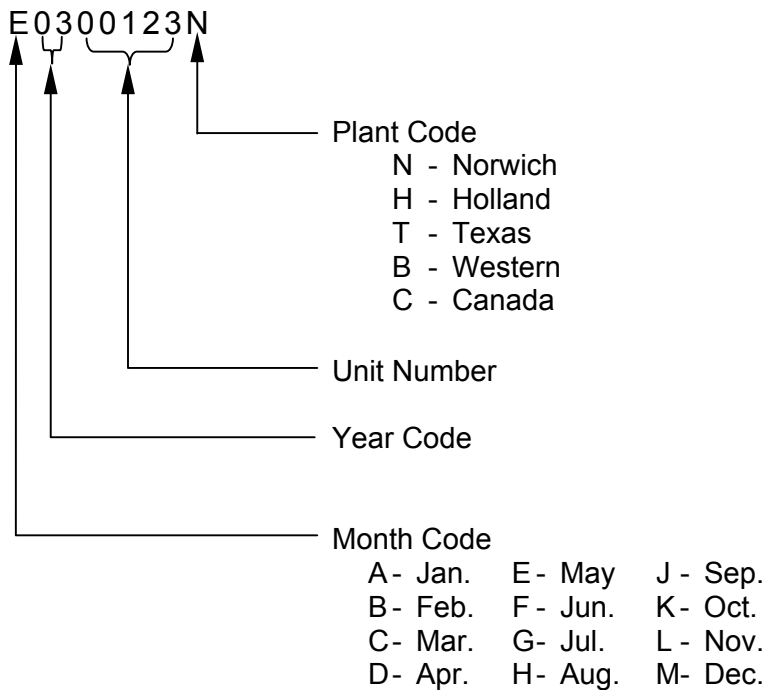 E0300123N
Plant Code
N - Norwich
H - Holland
T - Texas
B - Western
C - Canada
Unit Number
Year Code
Month Code
A - Jan. E - May J - Sep.
B - Feb. F - Jun. K - Oct.
C - Mar. G - Jul. L - Nov.
D - Apr. H - Aug. M - Dec.